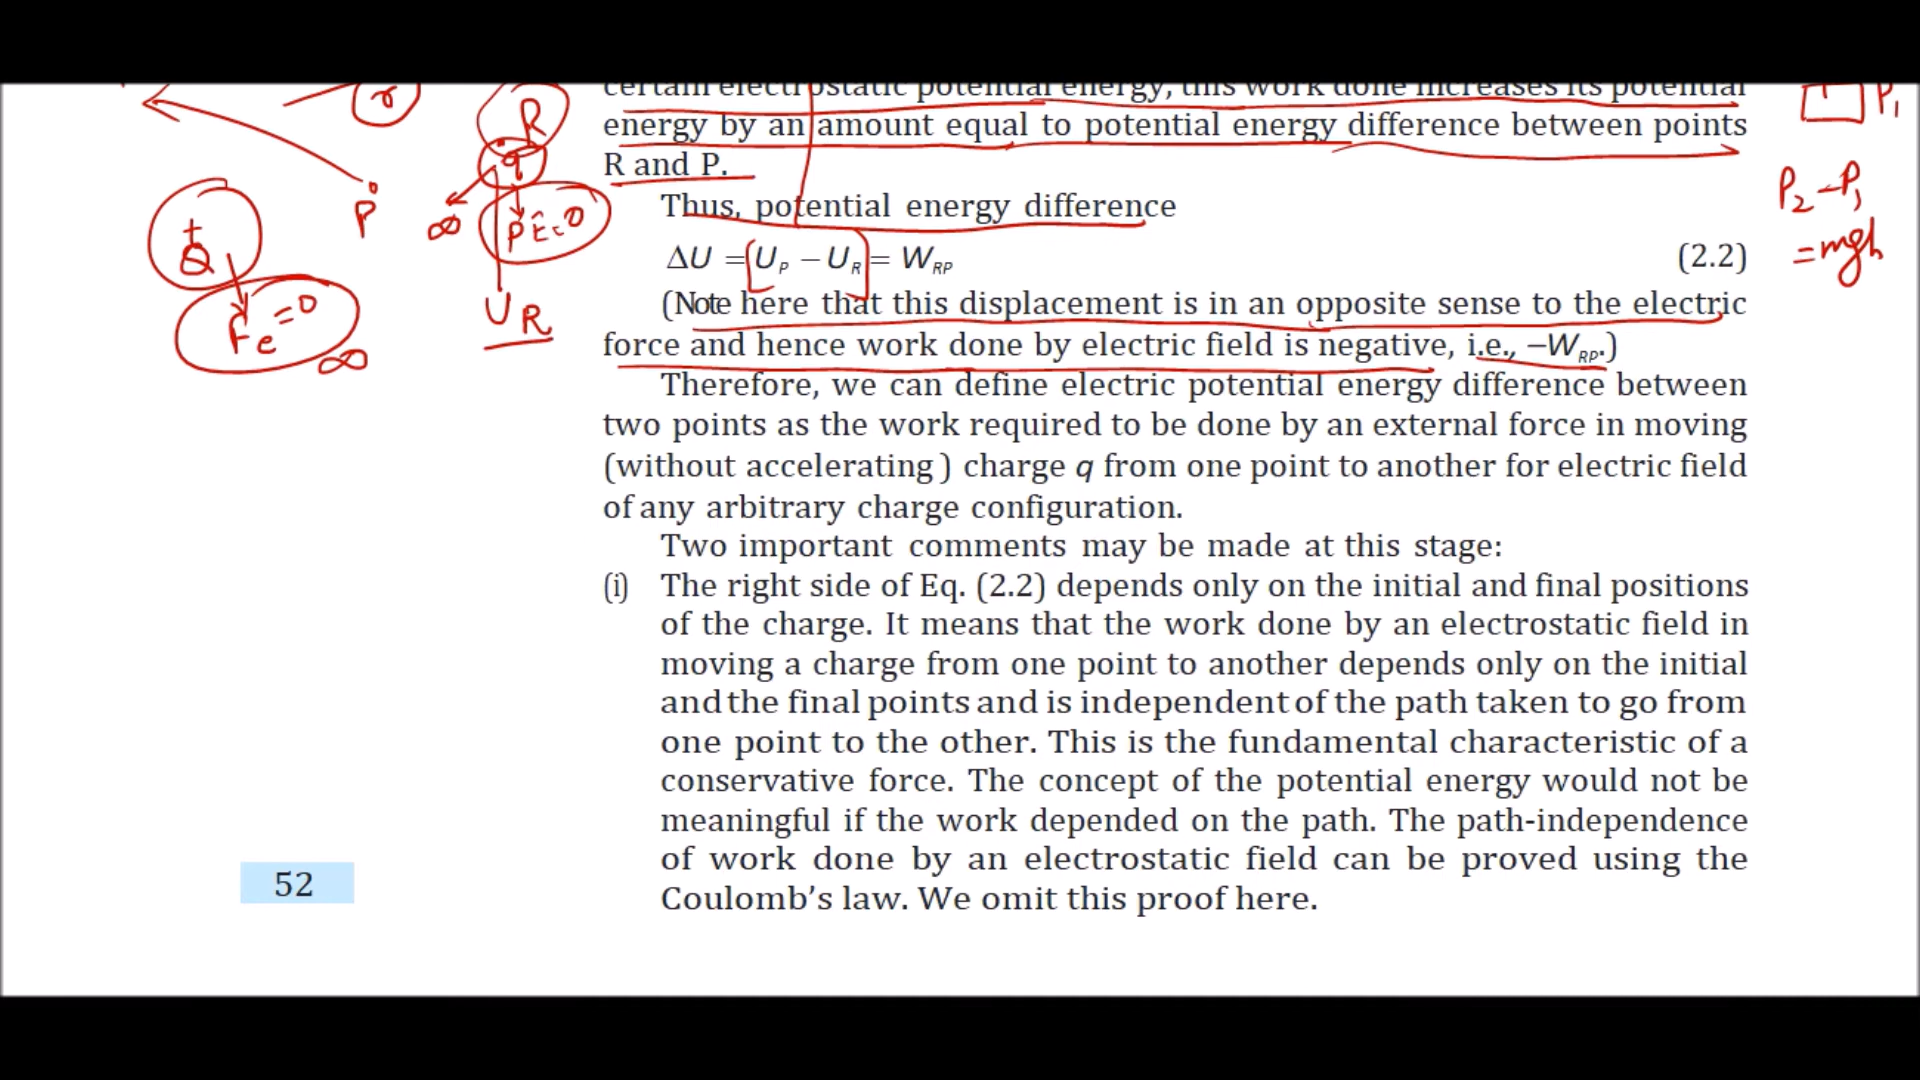 certain electrostatic potential energy, this work done increases its potential
energy by an amount equal to potential energy difference between points
R and P.
Thus, potential energy difference
ΔU = U_P − U_R = W_RP (2.2)
(Note here that this displacement is in an opposite sense to the electric
force and hence work done by electric field is negative, i.e., −W_RP.)
Therefore, we can define electric potential energy difference between
two points as the work required to be done by an external force in moving
(without accelerating) charge q from one point to another for electric field
of any arbitrary charge configuration.
Two important comments may be made at this stage:
(i) The right side of Eq. (2.2) depends only on the initial and final positions
of the charge. It means that the work done by an electrostatic field in
moving a charge from one point to another depends only on the initial
and the final points and is independent of the path taken to go from
one point to the other. This is the fundamental characteristic of a
conservative force. The concept of the potential energy would not be
meaningful if the work depended on the path. The path-independence
of work done by an electrostatic field can be proved using the
Coulomb's law. We omit this proof here.
52
r
R
q
P
∞
+
Q
Fe = 0
∞
U_R
P1
P2 − P1
= mgh